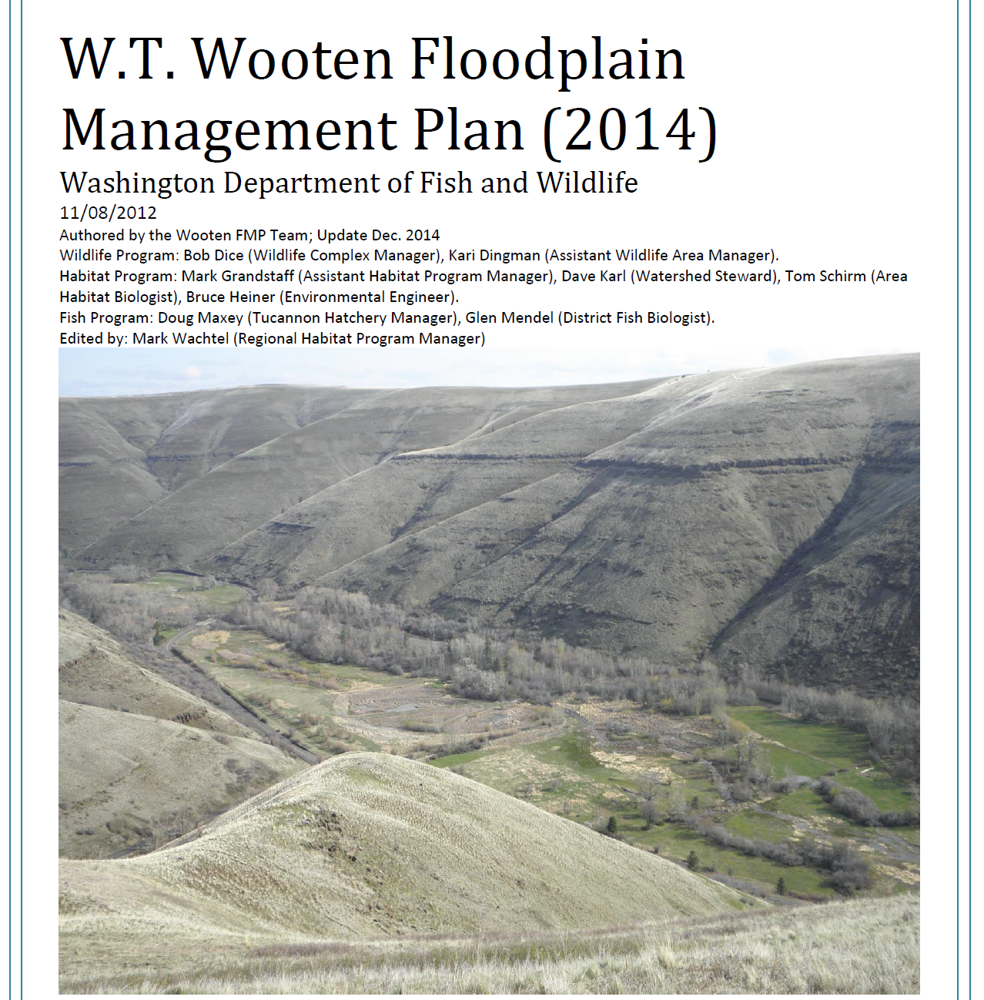 W.T. Wooten Floodplain
Management Plan (2014)
Washington Department of Fish and Wildlife
11/08/2012
Authored by the Wooten FMP Team; Update Dec. 2014
Wildlife Program: Bob Dice (Wildlife Complex Manager), Kari Dingman (Assistant Wildlife Area Manager).
Habitat Program: Mark Grandstaff (Assistant Habitat Program Manager), Dave Karl (Watershed Steward), Tom Schirm (Area
Habitat Biologist), Bruce Heiner (Environmental Engineer).
Fish Program: Doug Maxey (Tucannon Hatchery Manager), Glen Mendel (District Fish Biologist).
Edited by: Mark Wachtel (Regional Habitat Program Manager)